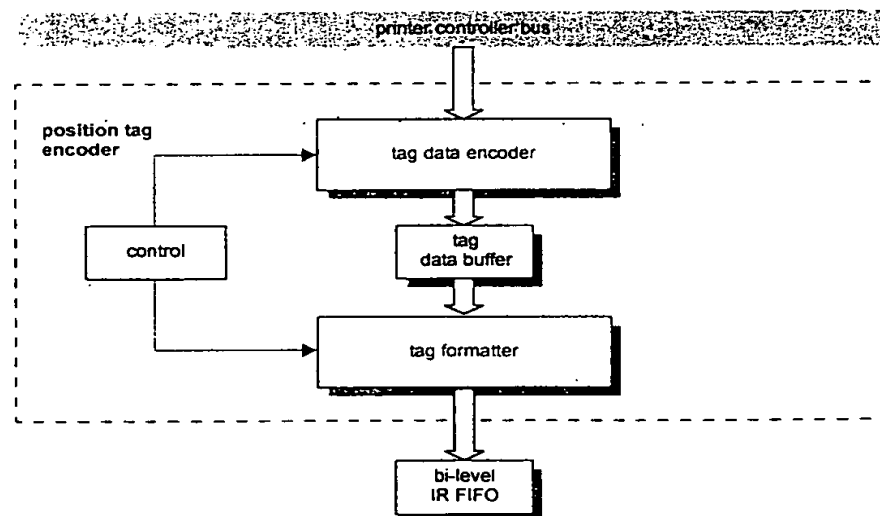 printer controller bus
position tag
encoder
tag data encoder
control
tag
data buffer
tag formatter
bi-level
IR FIFO